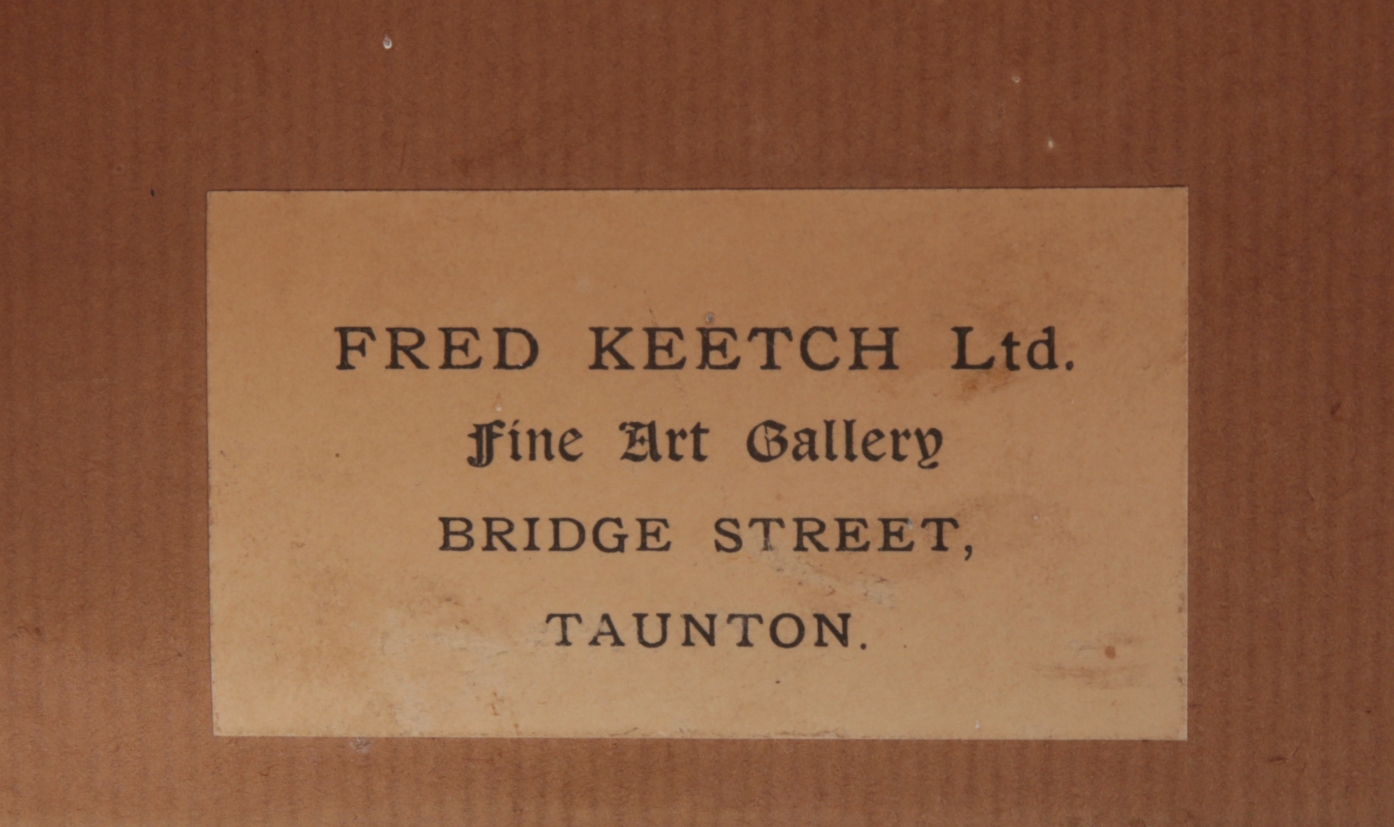 FRED KEETCH Ltd.
Fine Art Gallery
BRIDGE STREET,
TAUNTON.